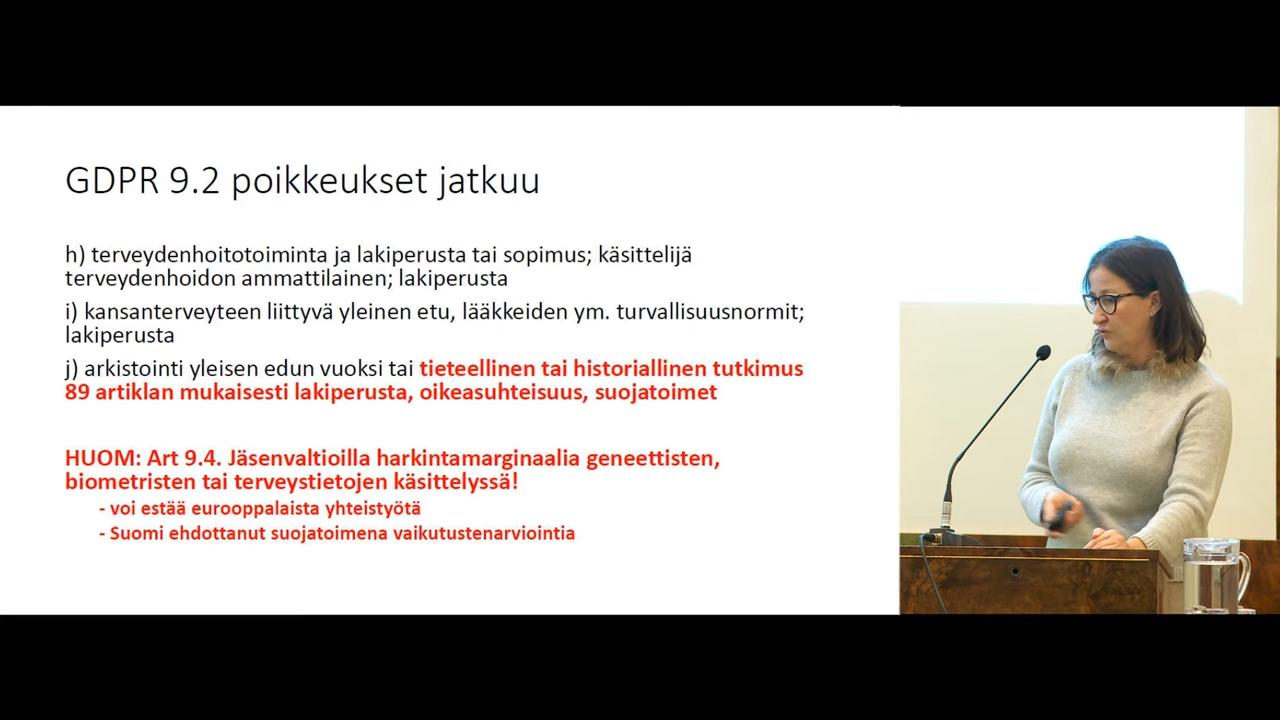 GDPR 9.2 poikkeukset jatkuu
h) terveydenhoitotoiminta ja lakiperusta tai sopimus; käsittelijä
terveydenhoidon ammattilainen; lakiperusta
i) kansanterveyteen liittyvä yleinen etu, lääkkeiden ym. turvallisuusnormit;
lakiperusta
j) arkistointi yleisen edun vuoksi tai tieteellinen tai historiallinen tutkimus
89 artiklan mukaisesti lakiperusta, oikeasuhteisuus, suojatoimet
HUOM: Art 9.4. Jäsenvaltioilla harkintamarginaalia geneettisten,
biometristen tai terveystietojen käsittelyssä!
- voi estää eurooppalaista yhteistyötä
- Suomi ehdottanut suojatoimena vaikutustenarviointia